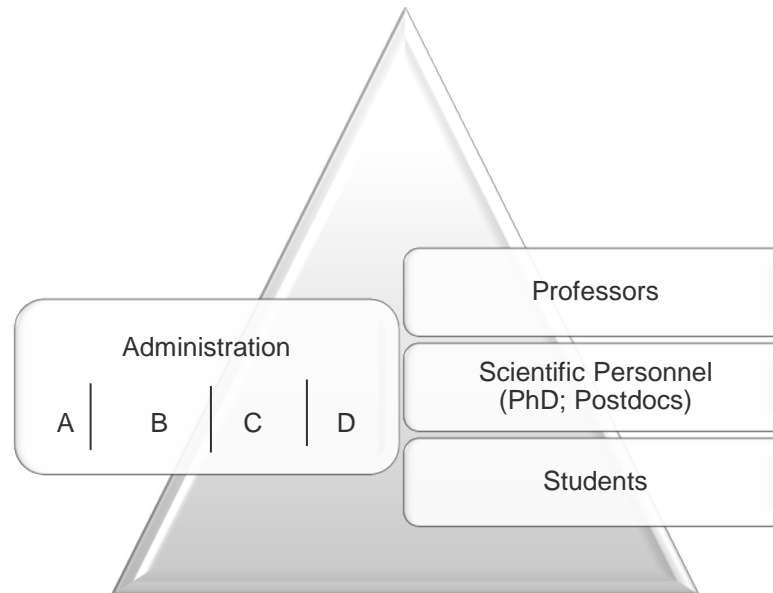 Professors
Administration
Scientific Personnel
(PhD; Postdocs)
A B C D
Students